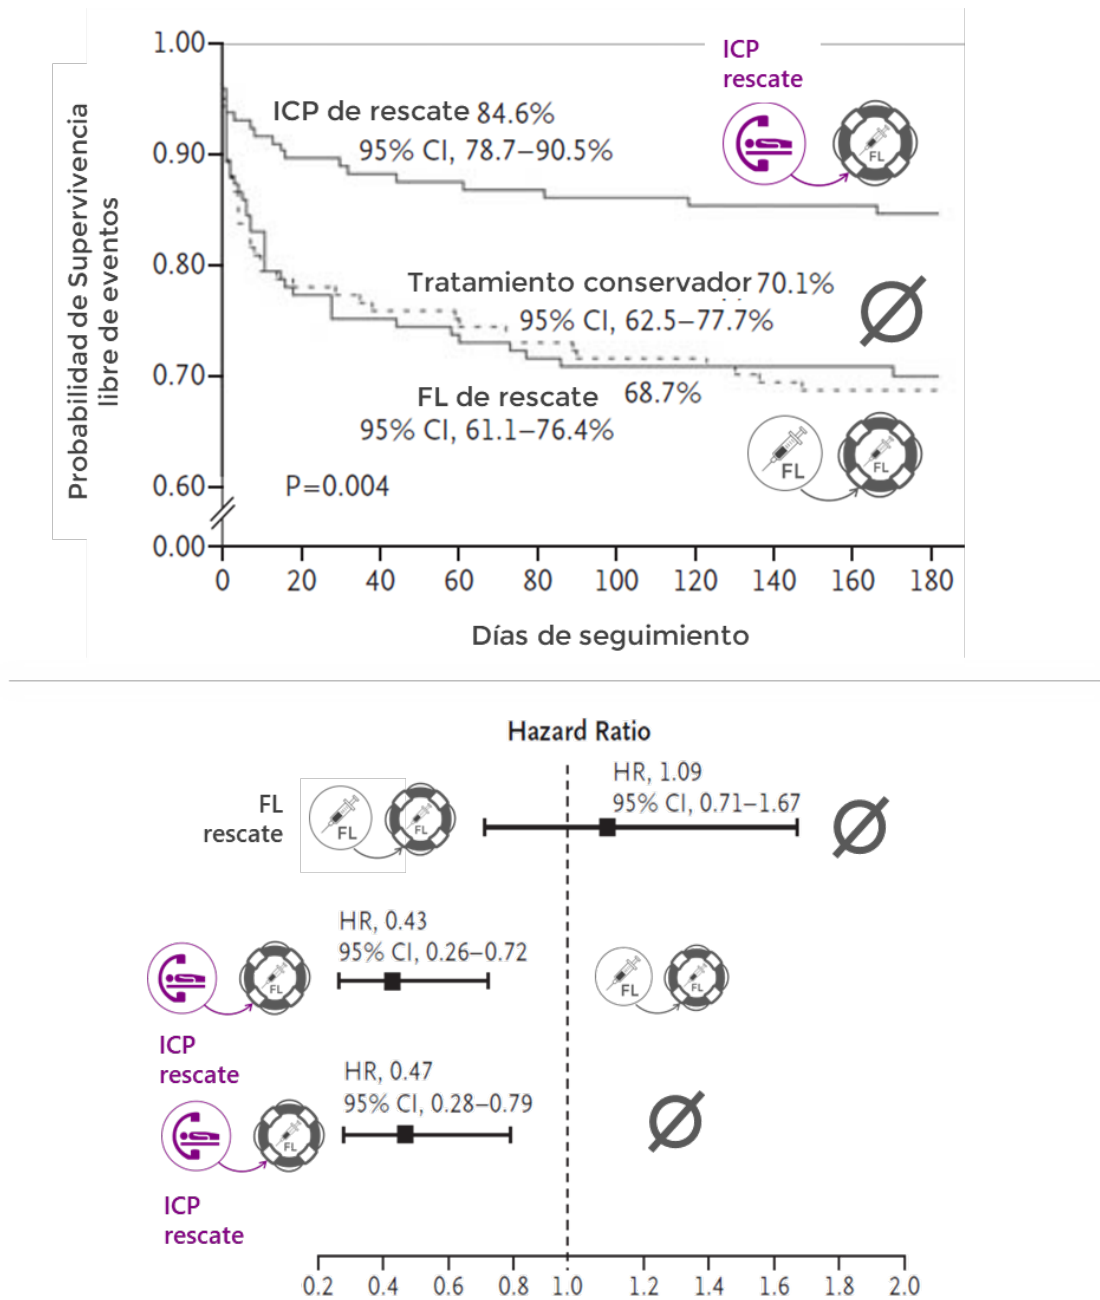 1.00
ICP
rescate
ICP de rescate 84.6%
95% CI, 78.7–90.5%
FL
0.90
Probabilidad de Supervivencia
libre de eventos
0.80
Tratamiento conservador 70.1%
95% CI, 62.5–77.7%
0.70
FL de rescate 68.7%
95% CI, 61.1–76.4%
FL
FL
0.60
P=0.004
0.00
0 20 40 60 80 100 120 140 160 180
Días de seguimiento
Hazard Ratio
HR, 1.09
95% CI, 0.71–1.67
FL
rescate
FL
FL
HR, 0.43
95% CI, 0.26–0.72
FL
FL
FL
ICP
rescate
HR, 0.47
95% CI, 0.28–0.79
FL
ICP
rescate
0.2 0.4 0.6 0.8 1.0 1.2 1.4 1.6 1.8 2.0